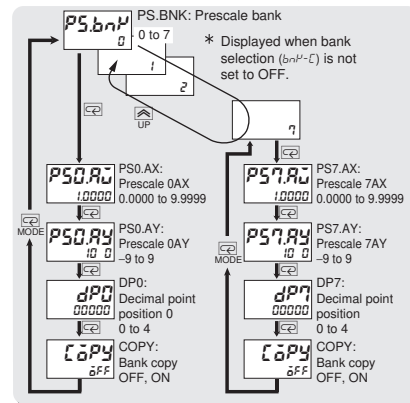 PS.bnK
0
PS.BNK: Prescale bank
0 to 7
1
2
* Displayed when bank
selection (bnK-C) is not
set to OFF.
UP
7
PS0.AX
1.0000
PS0.AX:
Prescale 0AX
0.0000 to 9.9999
PS0.AY
10 0
PS0.AY:
Prescale 0AY
–9 to 9
MODE
dP0
00000
DP0:
Decimal point
position 0
0 to 4
CoPY
oFF
COPY:
Bank copy
OFF, ON
PS7.AX
1.0000
PS7.AX:
Prescale 7AX
0.0000 to 9.9999
PS7.AY
10 0
PS7.AY:
Prescale 7AY
–9 to 9
MODE
dP7
00000
DP7:
Decimal point
position
0 to 4
CoPY
oFF
COPY:
Bank copy
OFF, ON